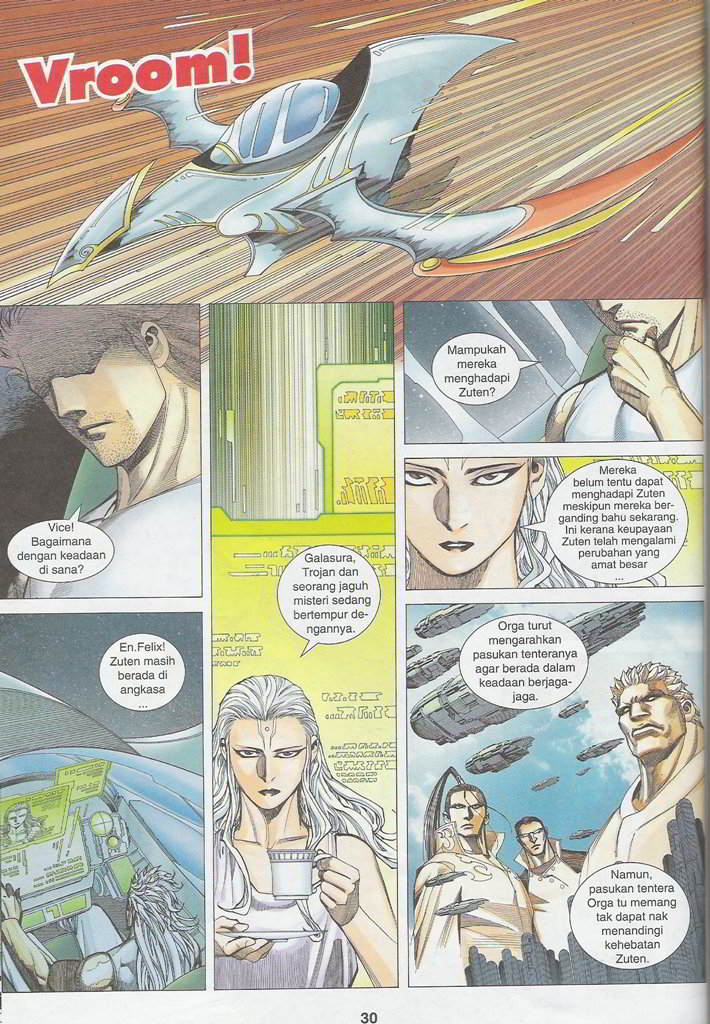 Vroom!
Vice!
Bagaimana
dengan keadaan
di sana?
En.Felix!
Zuten masih
berada di
angkasa
...
Galasura,
Trojan dan
seorang jaguh
misteri sedang
bertempur de-
ngannya.
Mampukah
mereka
menghadapi
Zuten?
Mereka
belum tentu dapat
menghadapi Zuten
meskipun mereka ber-
ganding bahu sekarang.
Ini kerana keupayaan
Zuten telah mengalami
perubahan yang
amat besar
...
Orga turut
mengarahkan
pasukan tenteranya
agar berada dalam
keadaan berjaga-
jaga.
Namun,
pasukan tentera
Orga tu memang
tak dapat nak
menandingi
kehebatan
Zuten.
30